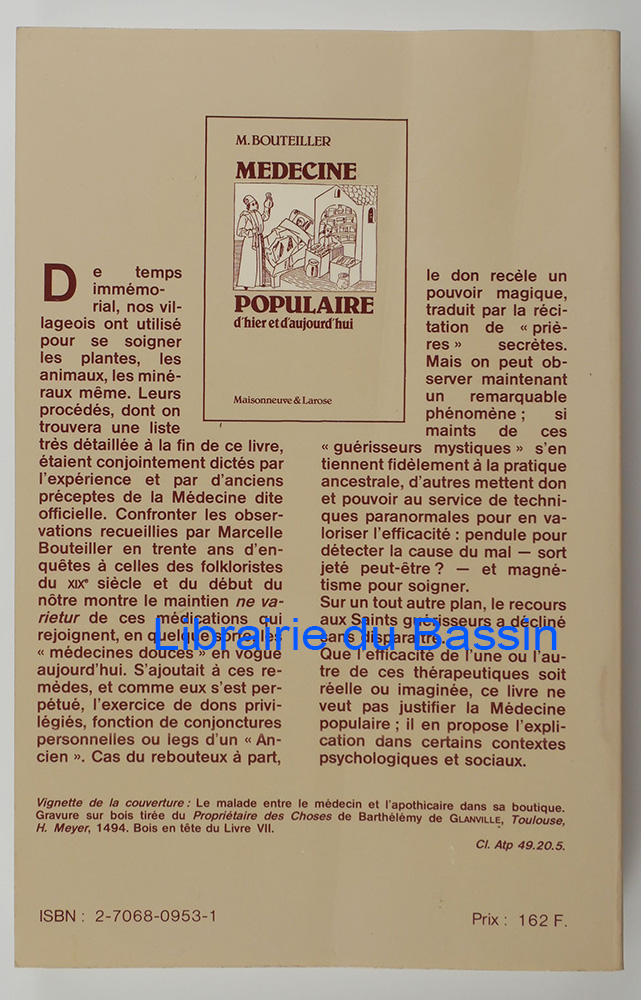 M. BOUTEILLER
MEDECINE
POPULAIRE
d'hier et d'aujourd'hui
Maisonneuve & Larose
De temps
immémo-
rial, nos vil-
lageois ont utilisé
pour se soigner
les plantes, les
animaux, les miné-
raux même. Leurs
procédés, dont on
trouvera une liste
très détaillée à la fin de ce livre,
étaient conjointement dictés par
l'expérience et par d'anciens
préceptes de la Médecine dite
officielle. Confronter les obser-
vations recueillies par Marcelle
Bouteiller en trente ans d'en-
quêtes à celles des folkloristes
du XIXe siècle et du début du
nôtre montre le maintien ne va-
rietur de ces médications qui
rejoignent, en quelque sorte, les
« médecines douces » en vogue
aujourd'hui. S'ajoutait à ces re-
mèdes, et comme eux s'est per-
pétué, l'exercice de dons privi-
légiés, fonction de conjonctures
personnelles ou legs d'un « An-
cien ». Cas du rebouteux à part,
le don recèle un
pouvoir magique,
traduit par la réci-
tation de « priè-
res » secrètes.
Mais on peut ob-
server maintenant
un remarquable
phénomène ; si
maints de ces
« guérisseurs mystiques » s'en
tiennent fidèlement à la pratique
ancestrale, d'autres mettent don
et pouvoir au service de techni-
ques paranormales pour en va-
loriser l'efficacité : pendule pour
détecter la cause du mal — sort
jeté peut-être ? — et magné-
tisme pour soigner.
Sur un tout autre plan, le recours
aux Saints guérisseurs a décliné
sans disparaître.
Que l'efficacité de l'une ou l'au-
tre de ces thérapeutiques soit
réelle ou imaginée, ce livre ne
veut pas justifier la Médecine
populaire ; il en propose l'expli-
cation dans certains contextes
psychologiques et sociaux.
Librairie du Bassin
Vignette de la couverture : Le malade entre le médecin et l'apothicaire dans sa boutique.
Gravure sur bois tirée du Propriétaire des Choses de Barthélémy de GLANVILLE, Toulouse,
H. Meyer, 1494. Bois en tête du Livre VII.
Cl. Atp 49.20.5.
ISBN : 2-7068-0953-1
Prix : 162 F.